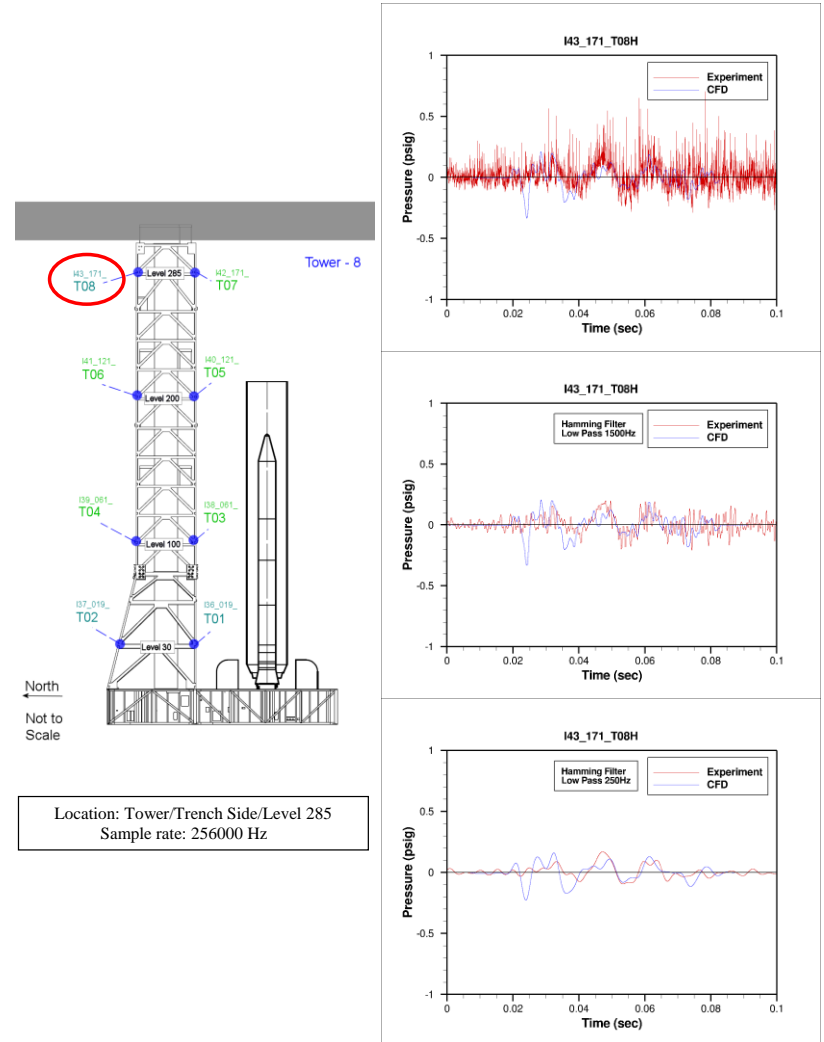 Tower - 8
I43_171_
T08
Level 285
I42_171_
T07
I41_121_
T06
Level 200
I40_121_
T05
I39_061_
T04
Level 100
I38_061_
T03
I37_019_
T02
Level 30
I36_019_
T01
North
Not to
Scale
Location: Tower/Trench Side/Level 285
Sample rate: 256000 Hz
I43_171_T08H
Experiment
CFD
Pressure (psig)
1
0.5
0
-0.5
-1
0 0.02 0.04 0.06 0.08 0.1
Time (sec)
I43_171_T08H
Hamming Filter
Low Pass 1500Hz
Experiment
CFD
Pressure (psig)
1
0.5
0
-0.5
-1
0 0.02 0.04 0.06 0.08 0.1
Time (sec)
I43_171_T08H
Hamming Filter
Low Pass 250Hz
Experiment
CFD
Pressure (psig)
1
0.5
0
-0.5
-1
0 0.02 0.04 0.06 0.08 0.1
Time (sec)